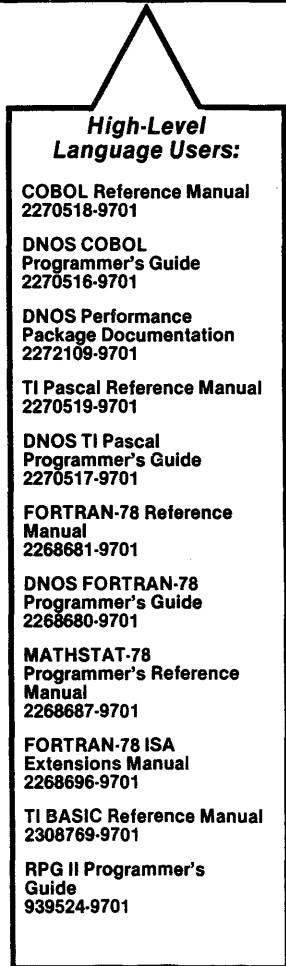 High-Level
Language Users:
COBOL Reference Manual
2270518-9701
DNOS COBOL
Programmer's Guide
2270516-9701
DNOS Performance
Package Documentation
2272109-9701
TI Pascal Reference Manual
2270519-9701
DNOS TI Pascal
Programmer's Guide
2270517-9701
FORTRAN-78 Reference
Manual
2268681-9701
DNOS FORTRAN-78
Programmer's Guide
2268680-9701
MATHSTAT-78
Programmer's Reference
Manual
2268687-9701
FORTRAN-78 ISA
Extensions Manual
2268696-9701
TI BASIC Reference Manual
2308769-9701
RPG II Programmer's
Guide
939524-9701